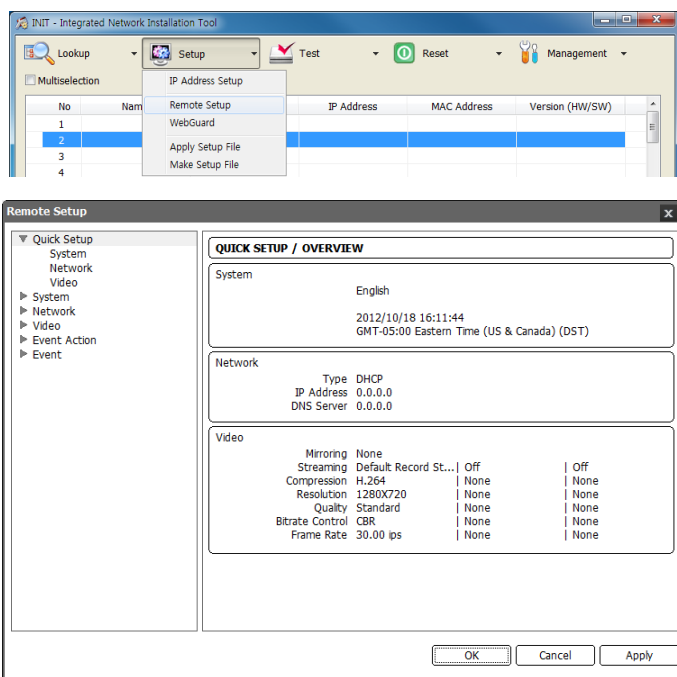 INIT - Integrated Network Installation Tool
Lookup Setup Test Reset Management
Multiselection
IP Address Setup
No Nam IP Address MAC Address Version (HW/SW)
Remote Setup
1
WebGuard
2
3
Apply Setup File
4
Make Setup File
Remote Setup
Quick Setup
System
Network
Video
System
Network
Video
Event Action
Event
QUICK SETUP / OVERVIEW
System
English
2012/10/18 16:11:44
GMT-05:00 Eastern Time (US & Canada) (DST)
Network
Type DHCP
IP Address 0.0.0.0
DNS Server 0.0.0.0
Video
Mirroring None
Streaming Default Record St...| Off | Off
Compression H.264 | None | None
Resolution 1280X720 | None | None
Quality Standard | None | None
Bitrate Control CBR | None | None
Frame Rate 30.00 ips | None | None
OK Cancel Apply